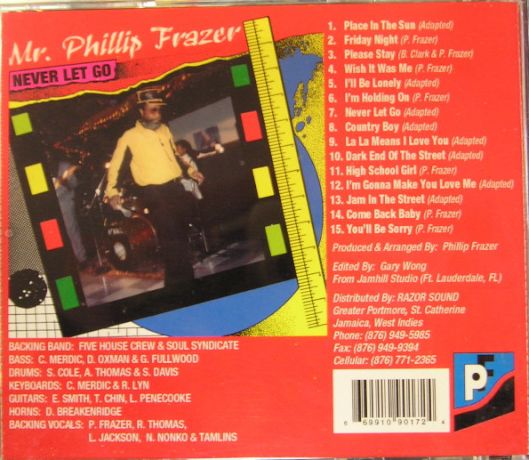 Mr. Phillip Frazer
NEVER LET GO
1. Place In The Sun (Adapted)
2. Friday Night (P. Frazer)
3. Please Stay (B. Clark & P. Frazer)
4. Wish It Was Me (P. Frazer)
5. I'll Be Lonely (Adapted)
6. I'm Holding On (P. Frazer)
7. Never Let Go (Adapted)
8. Country Boy (Adapted)
9. La La Means I Love You (Adapted)
10. Dark End Of The Street (Adapted)
11. High School Girl (P. Frazer)
12. I'm Gonna Make You Love Me (Adapted)
13. Jam In The Street (Adapted)
14. Come Back Baby (P. Frazer)
15. You'll Be Sorry (P. Frazer)
Produced & Arranged By: Phillip Frazer
Edited By: Gary Wong
From Jamhill Studio (Ft. Lauderdale, FL)
Distributed By: RAZOR SOUND
Greater Portmore, St. Catherine
Jamaica, West Indies
Phone: (876) 949-5985
Fax: (876) 949-9394
Cellular: (876) 771-2365
BACKING BAND: FIVE HOUSE CREW & SOUL SYNDICATE
BASS: C. MERDIC, D. OXMAN & G. FULLWOOD
DRUMS: S. COLE, A. THOMAS & S. DAVIS
KEYBOARDS: C. MERDIC & R. LYN
GUITARS: E. SMITH, T. CHIN, L. PENECOOKE
HORNS: D. BREAKENRIDGE
BACKING VOCALS: P. FRAZER, R. THOMAS,
L. JACKSON, N. NONKO & TAMLINS
6 69910 90172 4
PF